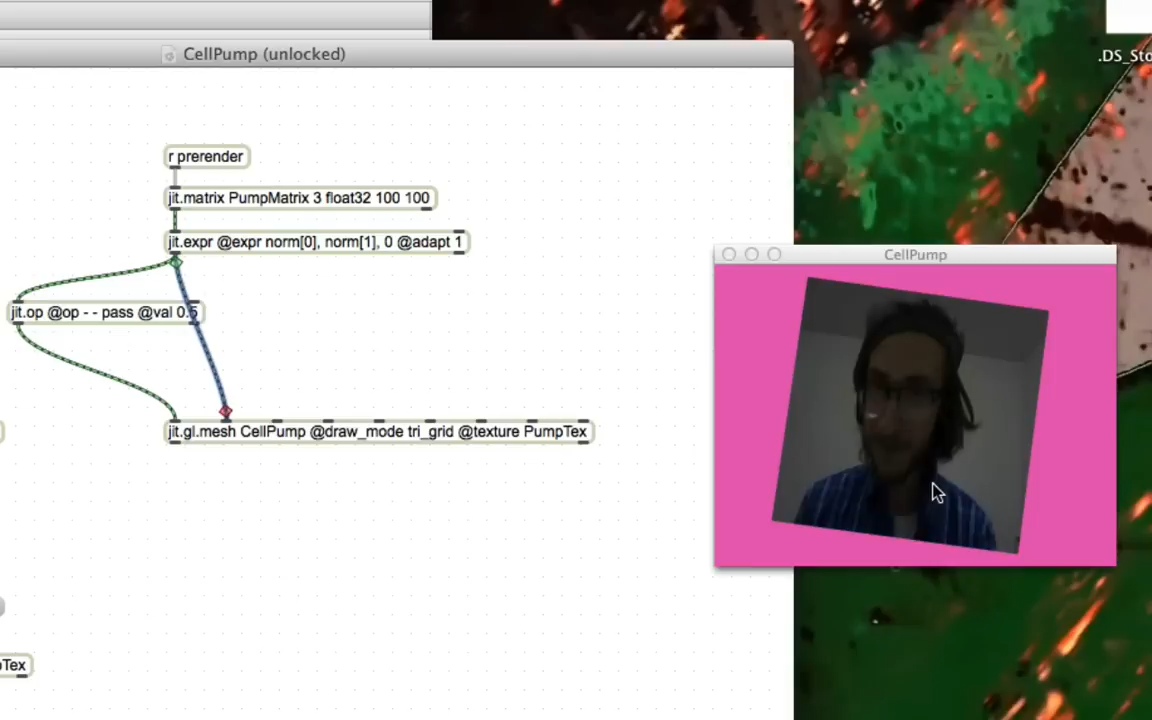 CellPump (unlocked)
.DS_Sto
r prerender
jit.matrix PumpMatrix 3 float32 100 100
jit.expr @expr norm[0], norm[1], 0 @adapt 1
CellPump
jit.op @op - - pass @val 0.5
jit.gl.mesh CellPump @draw_mode tri_grid @texture PumpTex
pTex